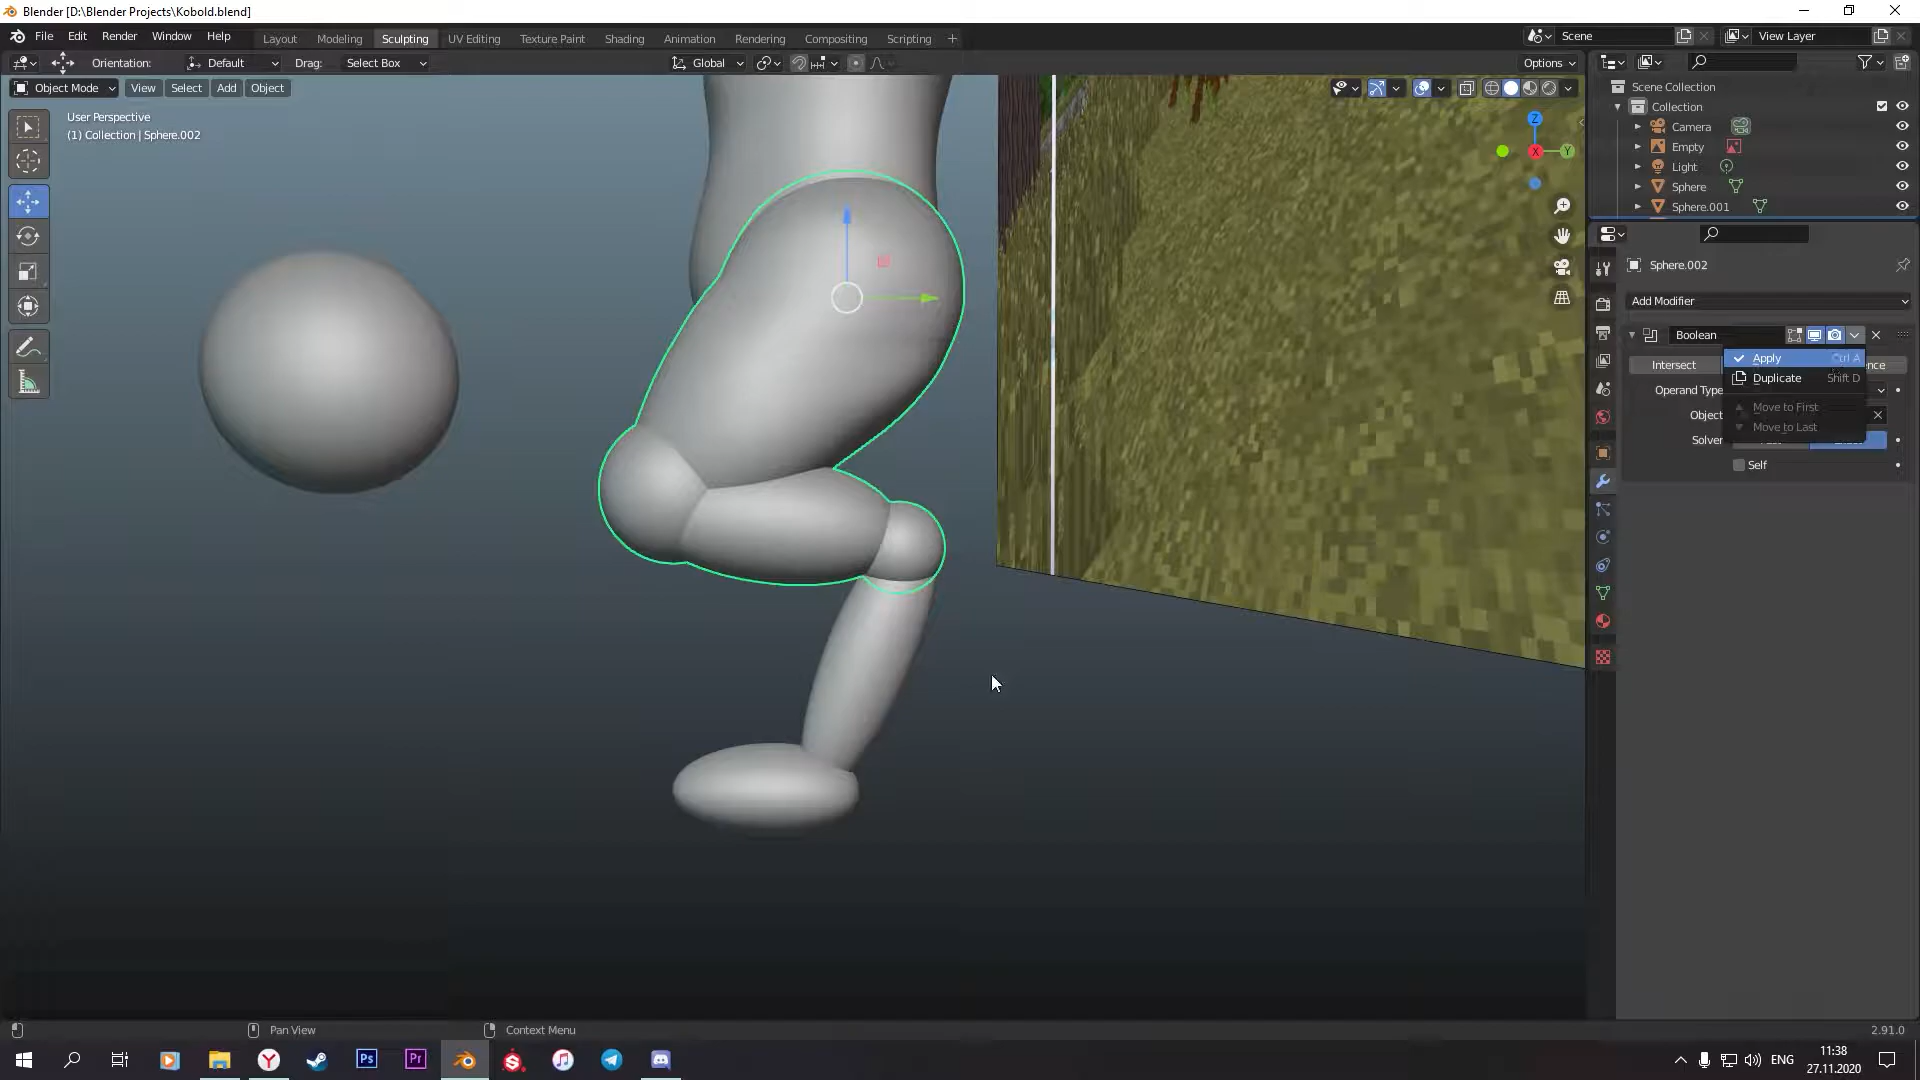 Blender [D:\Blender Projects\Kobold.blend]
File Edit Render Window Help
Layout Modeling Sculpting UV Editing Texture Paint Shading Animation Rendering Compositing Scripting +
Scene
View Layer
Orientation: Default Drag: Select Box
Global
Options
Object Mode View Select Add Object
User Perspective
(1) Collection | Sphere.002
Z
X
Y
Scene Collection
Collection
Camera
Empty
Light
Sphere
Sphere.001
Sphere.002
Add Modifier
Boolean
Intersect
Apply Ctrl A
ence
Duplicate Shift D
Operand Type
Move to First
Object
Move to Last
Solver
Self
Pan View
Context Menu
2.91.0
Ps
Pr
ENG
11:38
27.11.2020